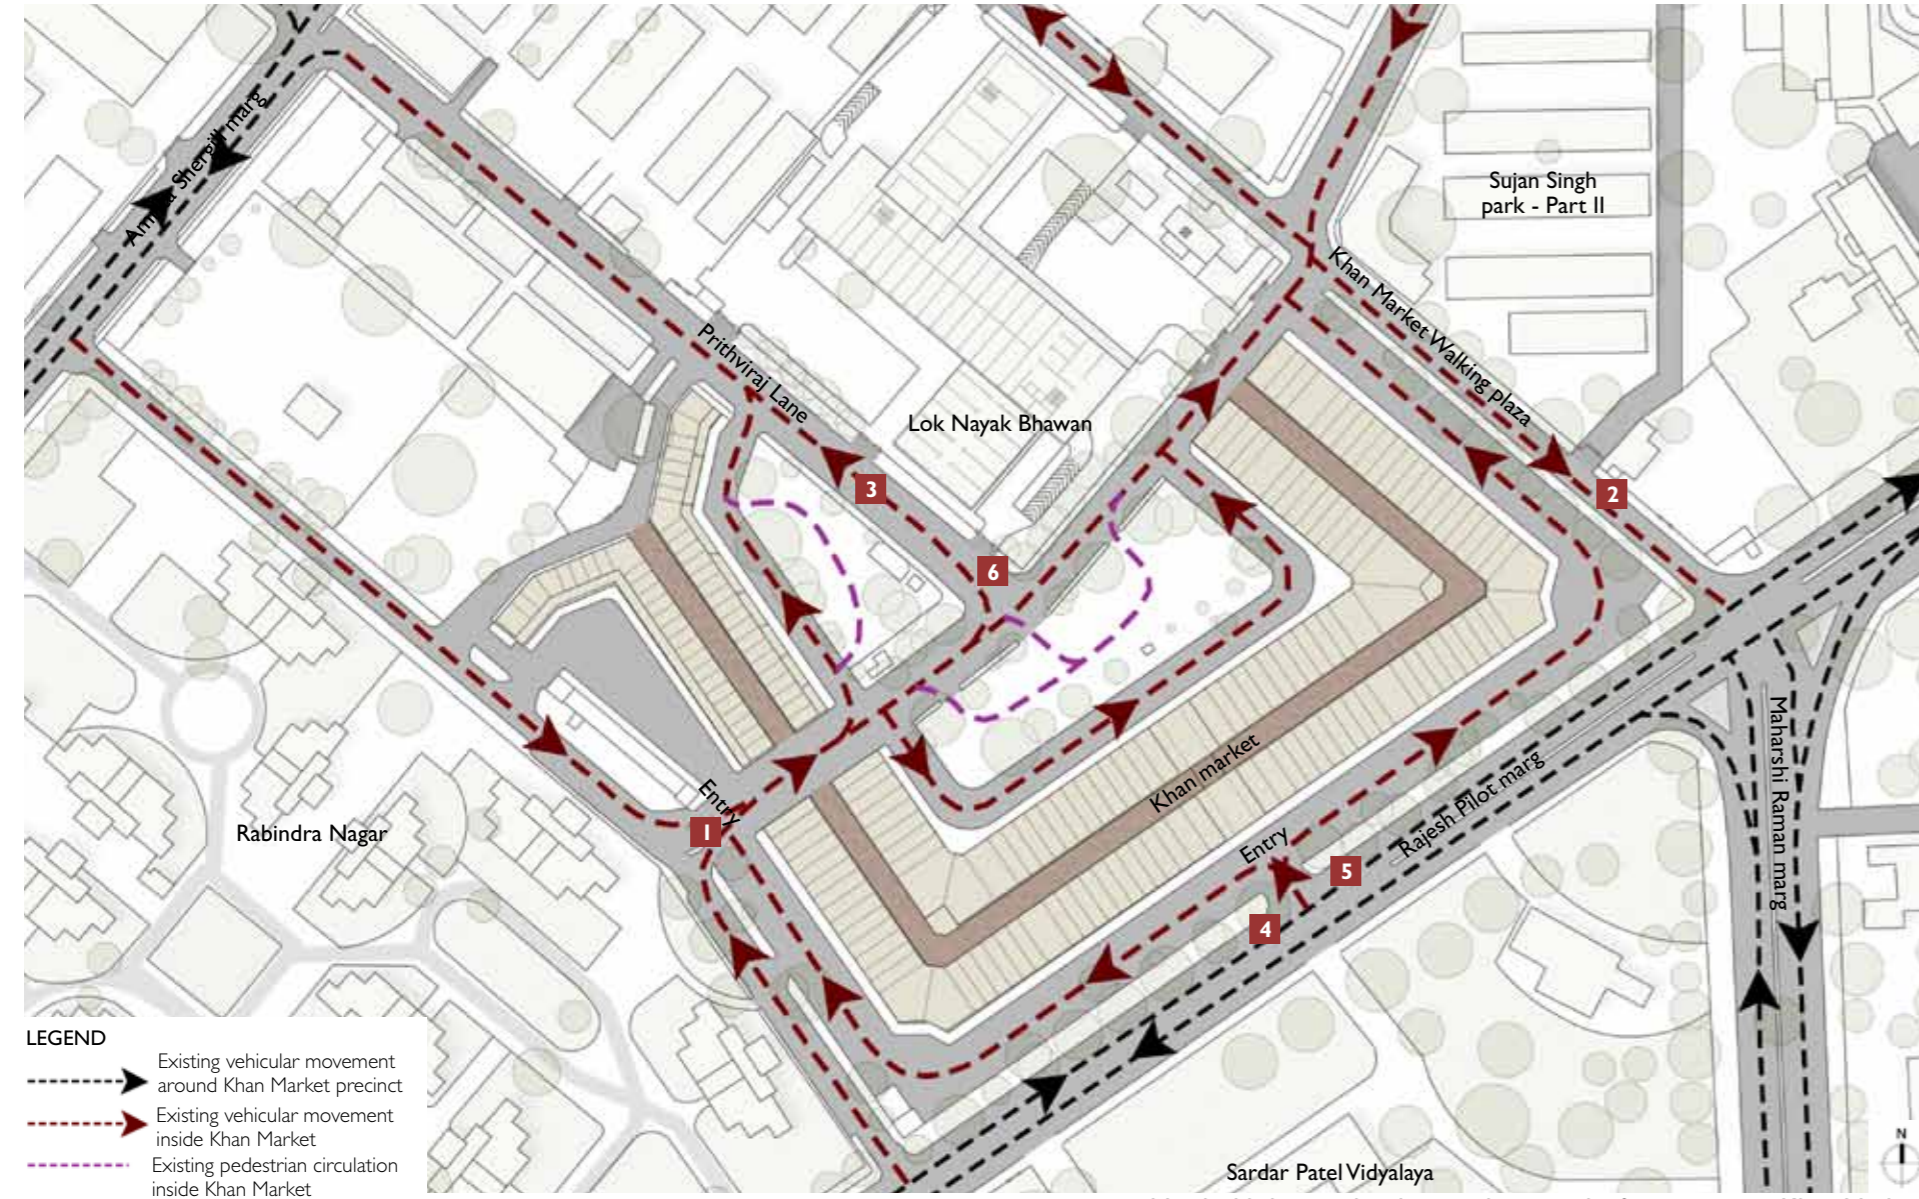 Amrita Shergill marg
Sujan Singh
park - Part II
Khan Market Walking plaza
Prithviraj Lane
Lok Nayak Bhawan
3
2
6
Maharshi Raman marg
Khan market
Rajesh Pilot marg
Entry
1
Rabindra Nagar
Entry
5
4
LEGEND
Existing vehicular movement
around Khan Market precinct
Existing vehicular movement
inside Khan Market
Existing pedestrian circulation
inside Khan Market
N
Sardar Patel Vidyalaya